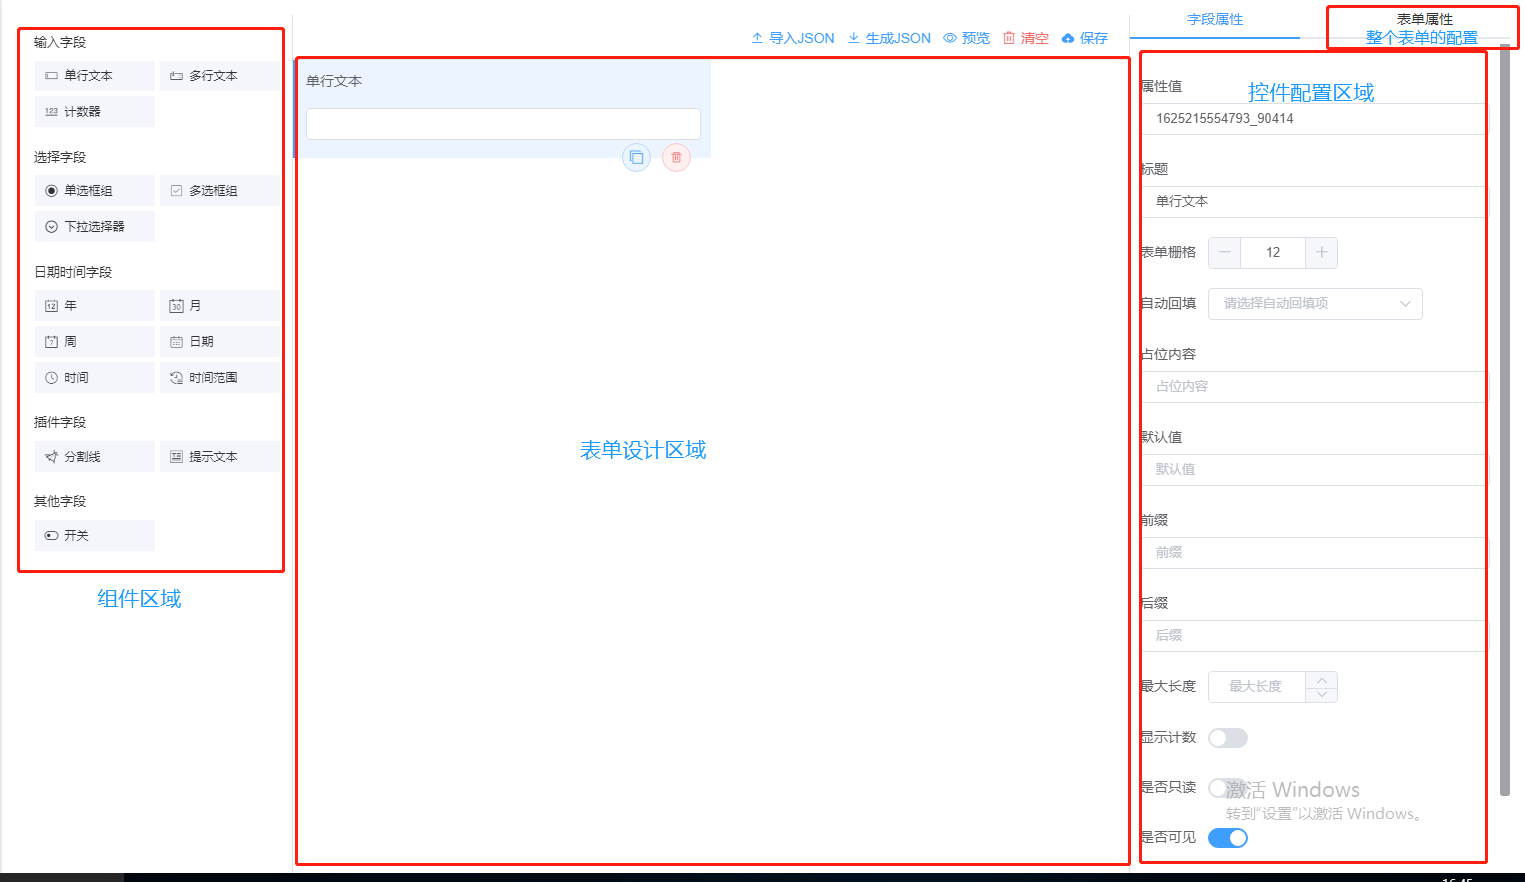 输入字段
单行文本
多行文本
123 计数器
选择字段
单选框组
多选框组
下拉选择器
日期时间字段
12 年
30 月
7 周
日期
时间
时间范围
插件字段
分割线
提示文本
其他字段
开关
组件区域
导入JSON
生成JSON
预览
清空
保存
单行文本
表单设计区域
字段属性
表单属性
整个表单的配置
属性值
控件配置区域
1625215554793_90414
标题
单行文本
表单栅格
12
自动回填
请选择自动回填项
占位内容
占位内容
默认值
默认值
前缀
前缀
后缀
后缀
最大长度
最大长度
显示计数
是否只读
激活 Windows
转到"设置"以激活 Windows。
是否可见